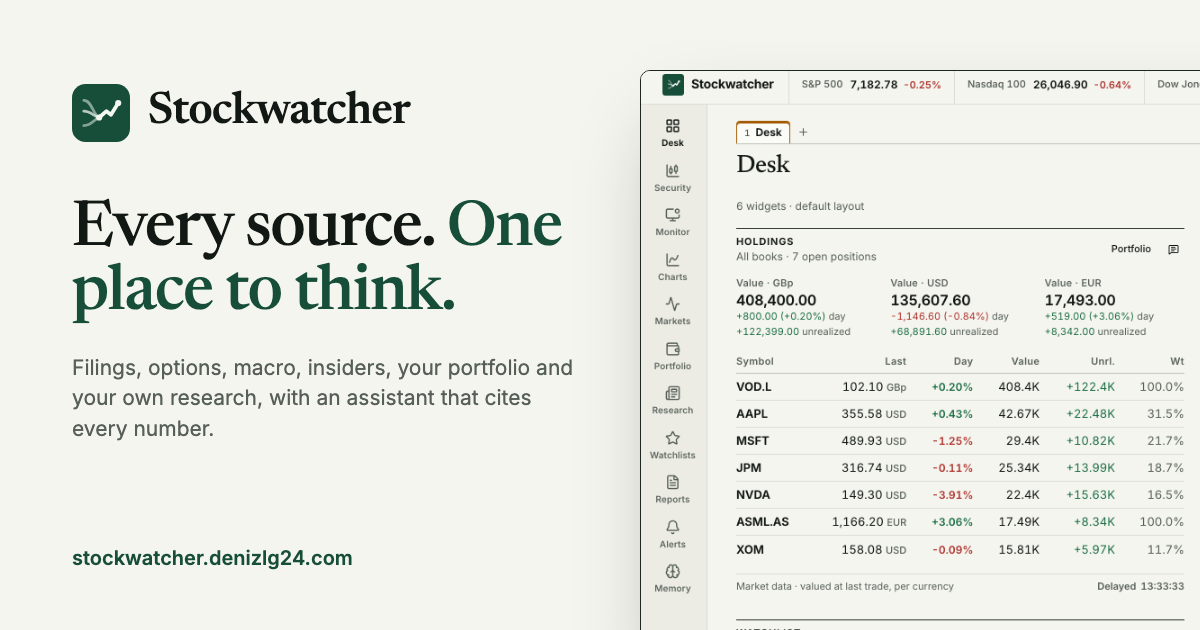 Stockwatcher
Every source. One
place to think.
Filings, options, macro, insiders, your portfolio and
your own research, with an assistant that cites
every number.
stockwatcher.denizlg24.com
Stockwatcher S&P 500 7,182.78 -0.25% Nasdaq 100 26,046.90 -0.64% Dow
Desk
Security
Monitor
Charts
Markets
Portfolio
Research
Watchlists
Reports
Alerts
Memory
1 Desk +
Desk
6 widgets · default layout
HOLDINGS
All books · 7 open positions
Portfolio
Value · GBp Value · USD Value · EUR
408,400.00 135,607.60 17,493.00
+800.00 (+0.20%) day -1,146.60 (-0.84%) day +519.00 (+3.06%) day
+122,399.00 unrealized +68,891.60 unrealized +8,342.00 unrealized
Symbol Last Day Value Unrl. Wt
VOD.L 102.10 GBp +0.20% 408.4K +122.4K 100.0%
AAPL 355.58 USD +0.43% 42.67K +22.48K 31.5%
MSFT 489.93 USD -1.25% 29.4K +10.82K 21.7%
JPM 316.74 USD -0.11% 25.34K +13.99K 18.7%
NVDA 149.30 USD -3.91% 22.4K +15.63K 16.5%
ASML.AS 1,166.20 EUR +3.06% 17.49K +8.34K 100.0%
XOM 158.08 USD -0.09% 15.81K +5.97K 11.7%
Market data · valued at last trade, per currency Delayed 13:33:33